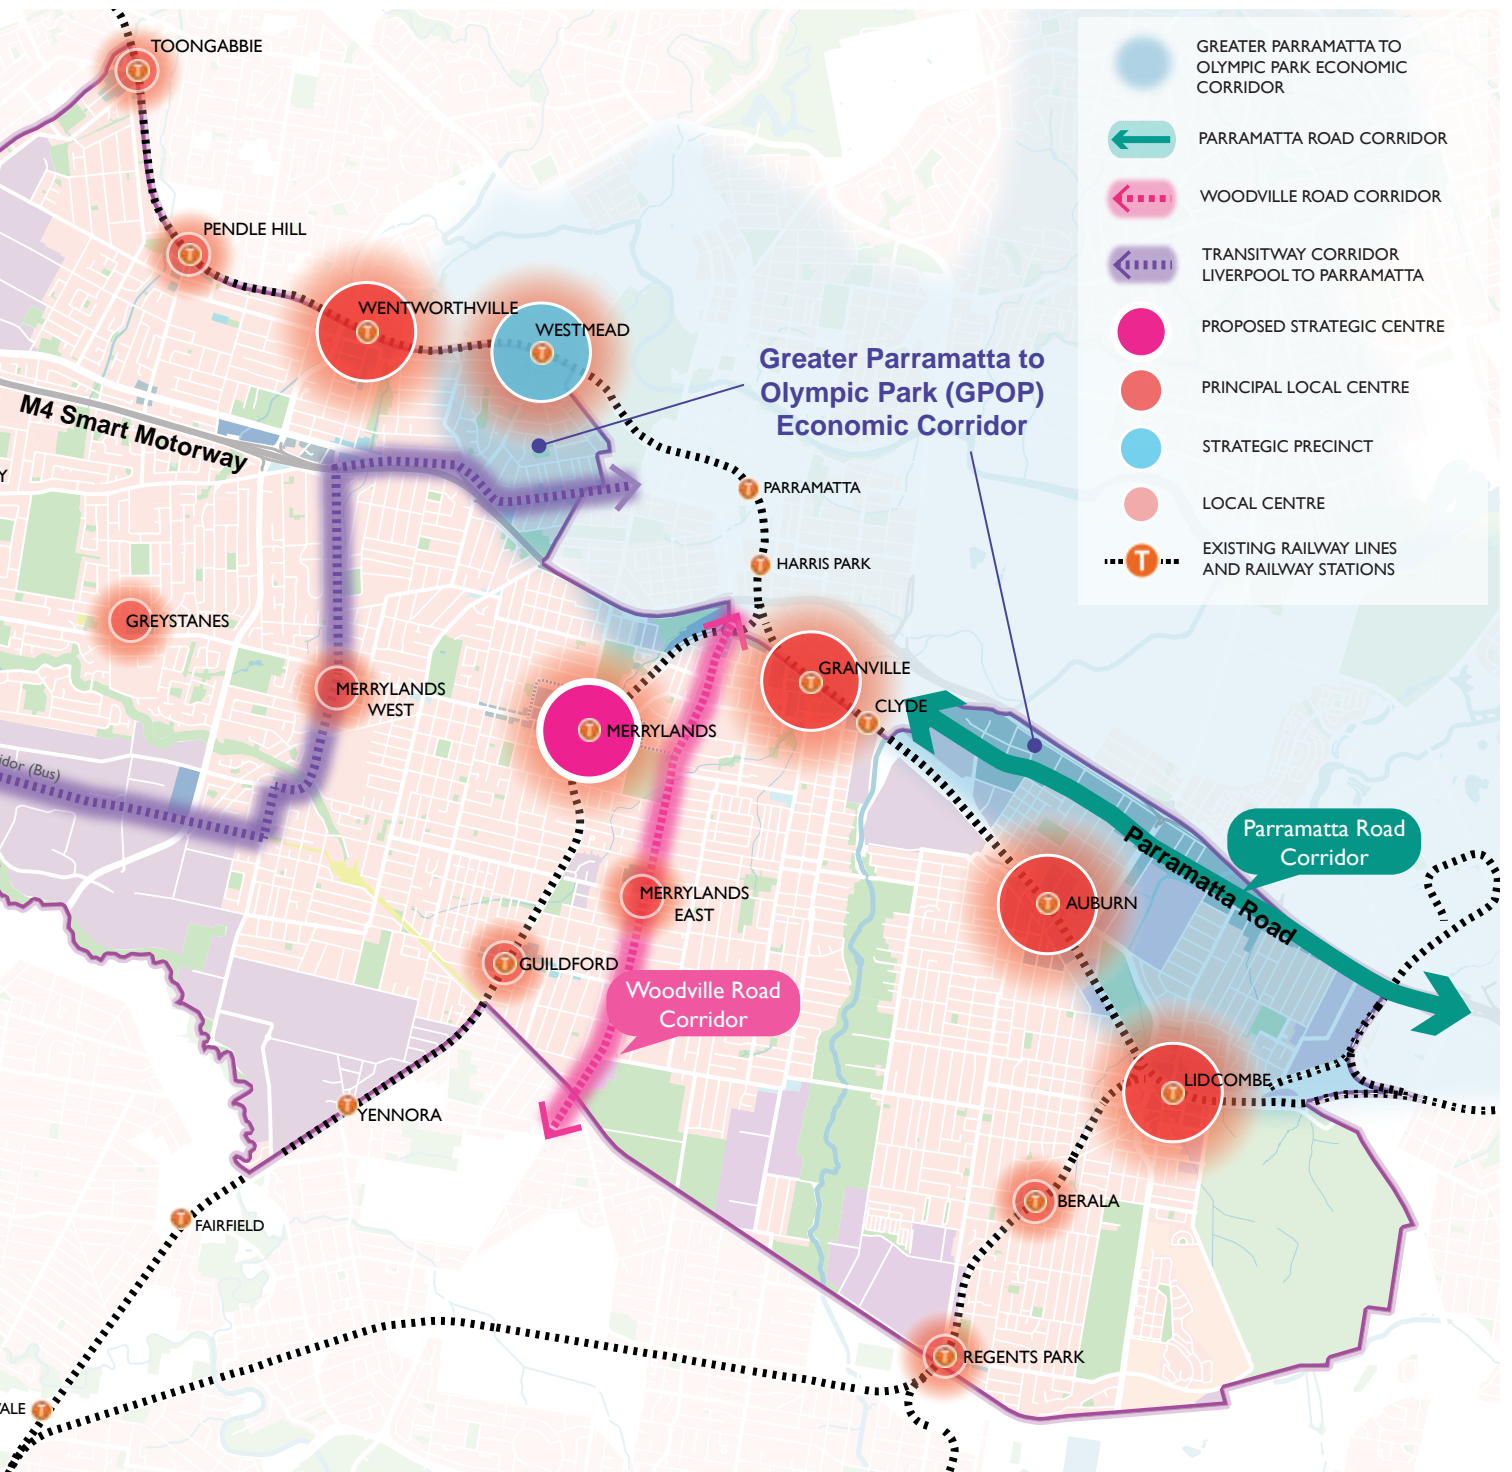 TOONGABBIE
PENDLE HILL
WENTWORTHVILLE
WESTMEAD
M4 Smart Motorway
Y
Greater Parramatta to
Olympic Park (GPOP)
Economic Corridor
PARRAMATTA
HARRIS PARK
GREYSTANES
MERRYLANDS
WEST
MERRYLANDS
GRANVILLE
CLYDE
idor (Bus)
Parramatta Road
Corridor
Parramatta Road
AUBURN
MERRYLANDS
EAST
GUILDFORD
Woodville Road
Corridor
LIDCOMBE
YENNORA
BERALA
FAIRFIELD
REGENTS PARK
VALE
GREATER PARRAMATTA TO
OLYMPIC PARK ECONOMIC
CORRIDOR
PARRAMATTA ROAD CORRIDOR
WOODVILLE ROAD CORRIDOR
TRANSITWAY CORRIDOR
LIVERPOOL TO PARRAMATTA
PROPOSED STRATEGIC CENTRE
PRINCIPAL LOCAL CENTRE
STRATEGIC PRECINCT
LOCAL CENTRE
T
EXISTING RAILWAY LINES
AND RAILWAY STATIONS